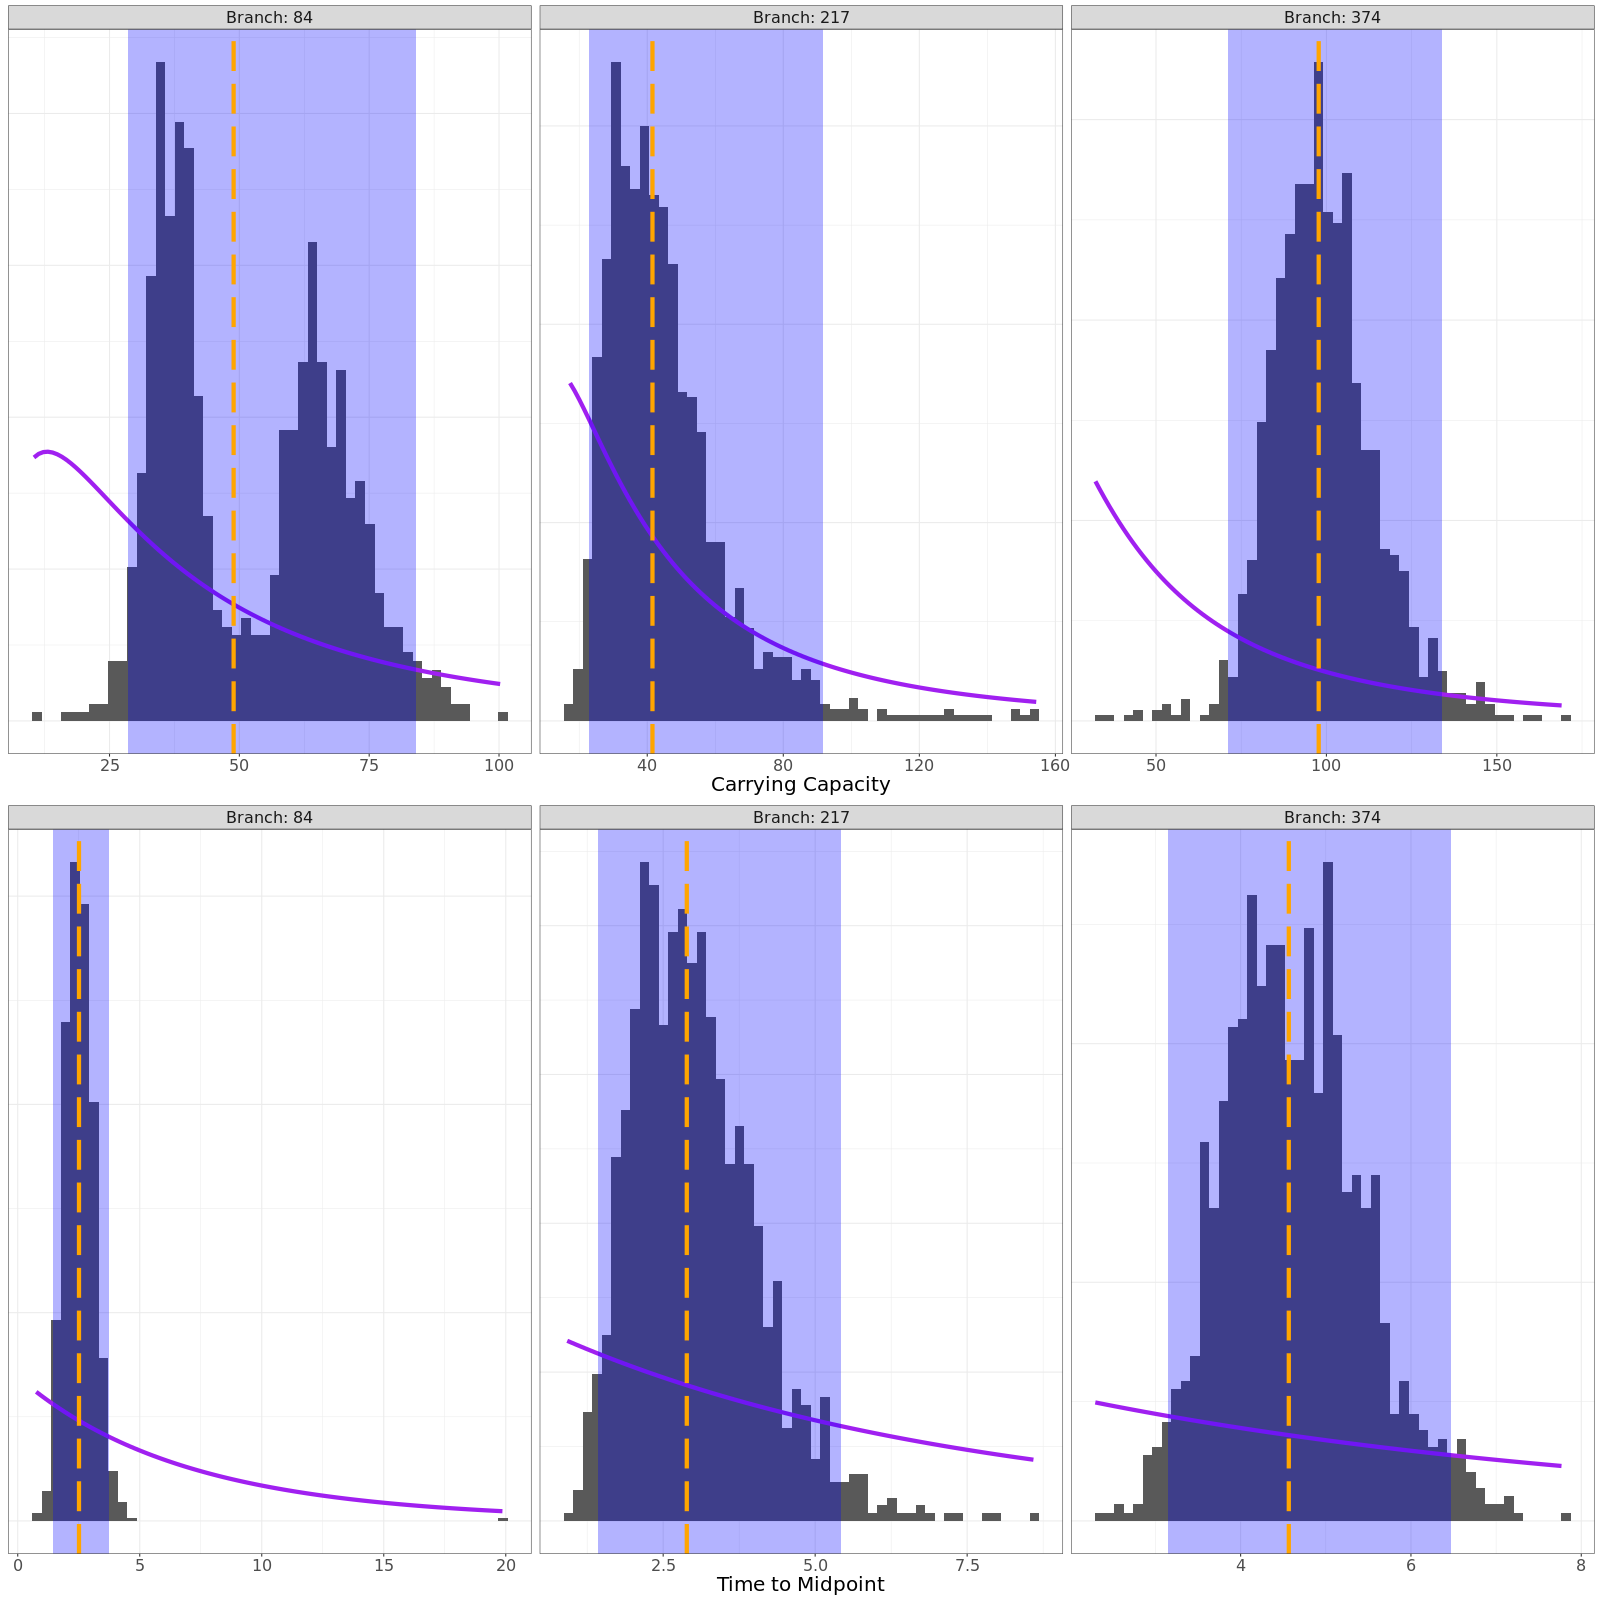 Branch: 84
Branch: 217
Branch: 374
25 50 75 100
40 80 120 160
50 100 150
Carrying Capacity
Branch: 84
Branch: 217
Branch: 374
0 5 10 15 20
2.5 5.0 7.5
4 6 8
Time to Midpoint